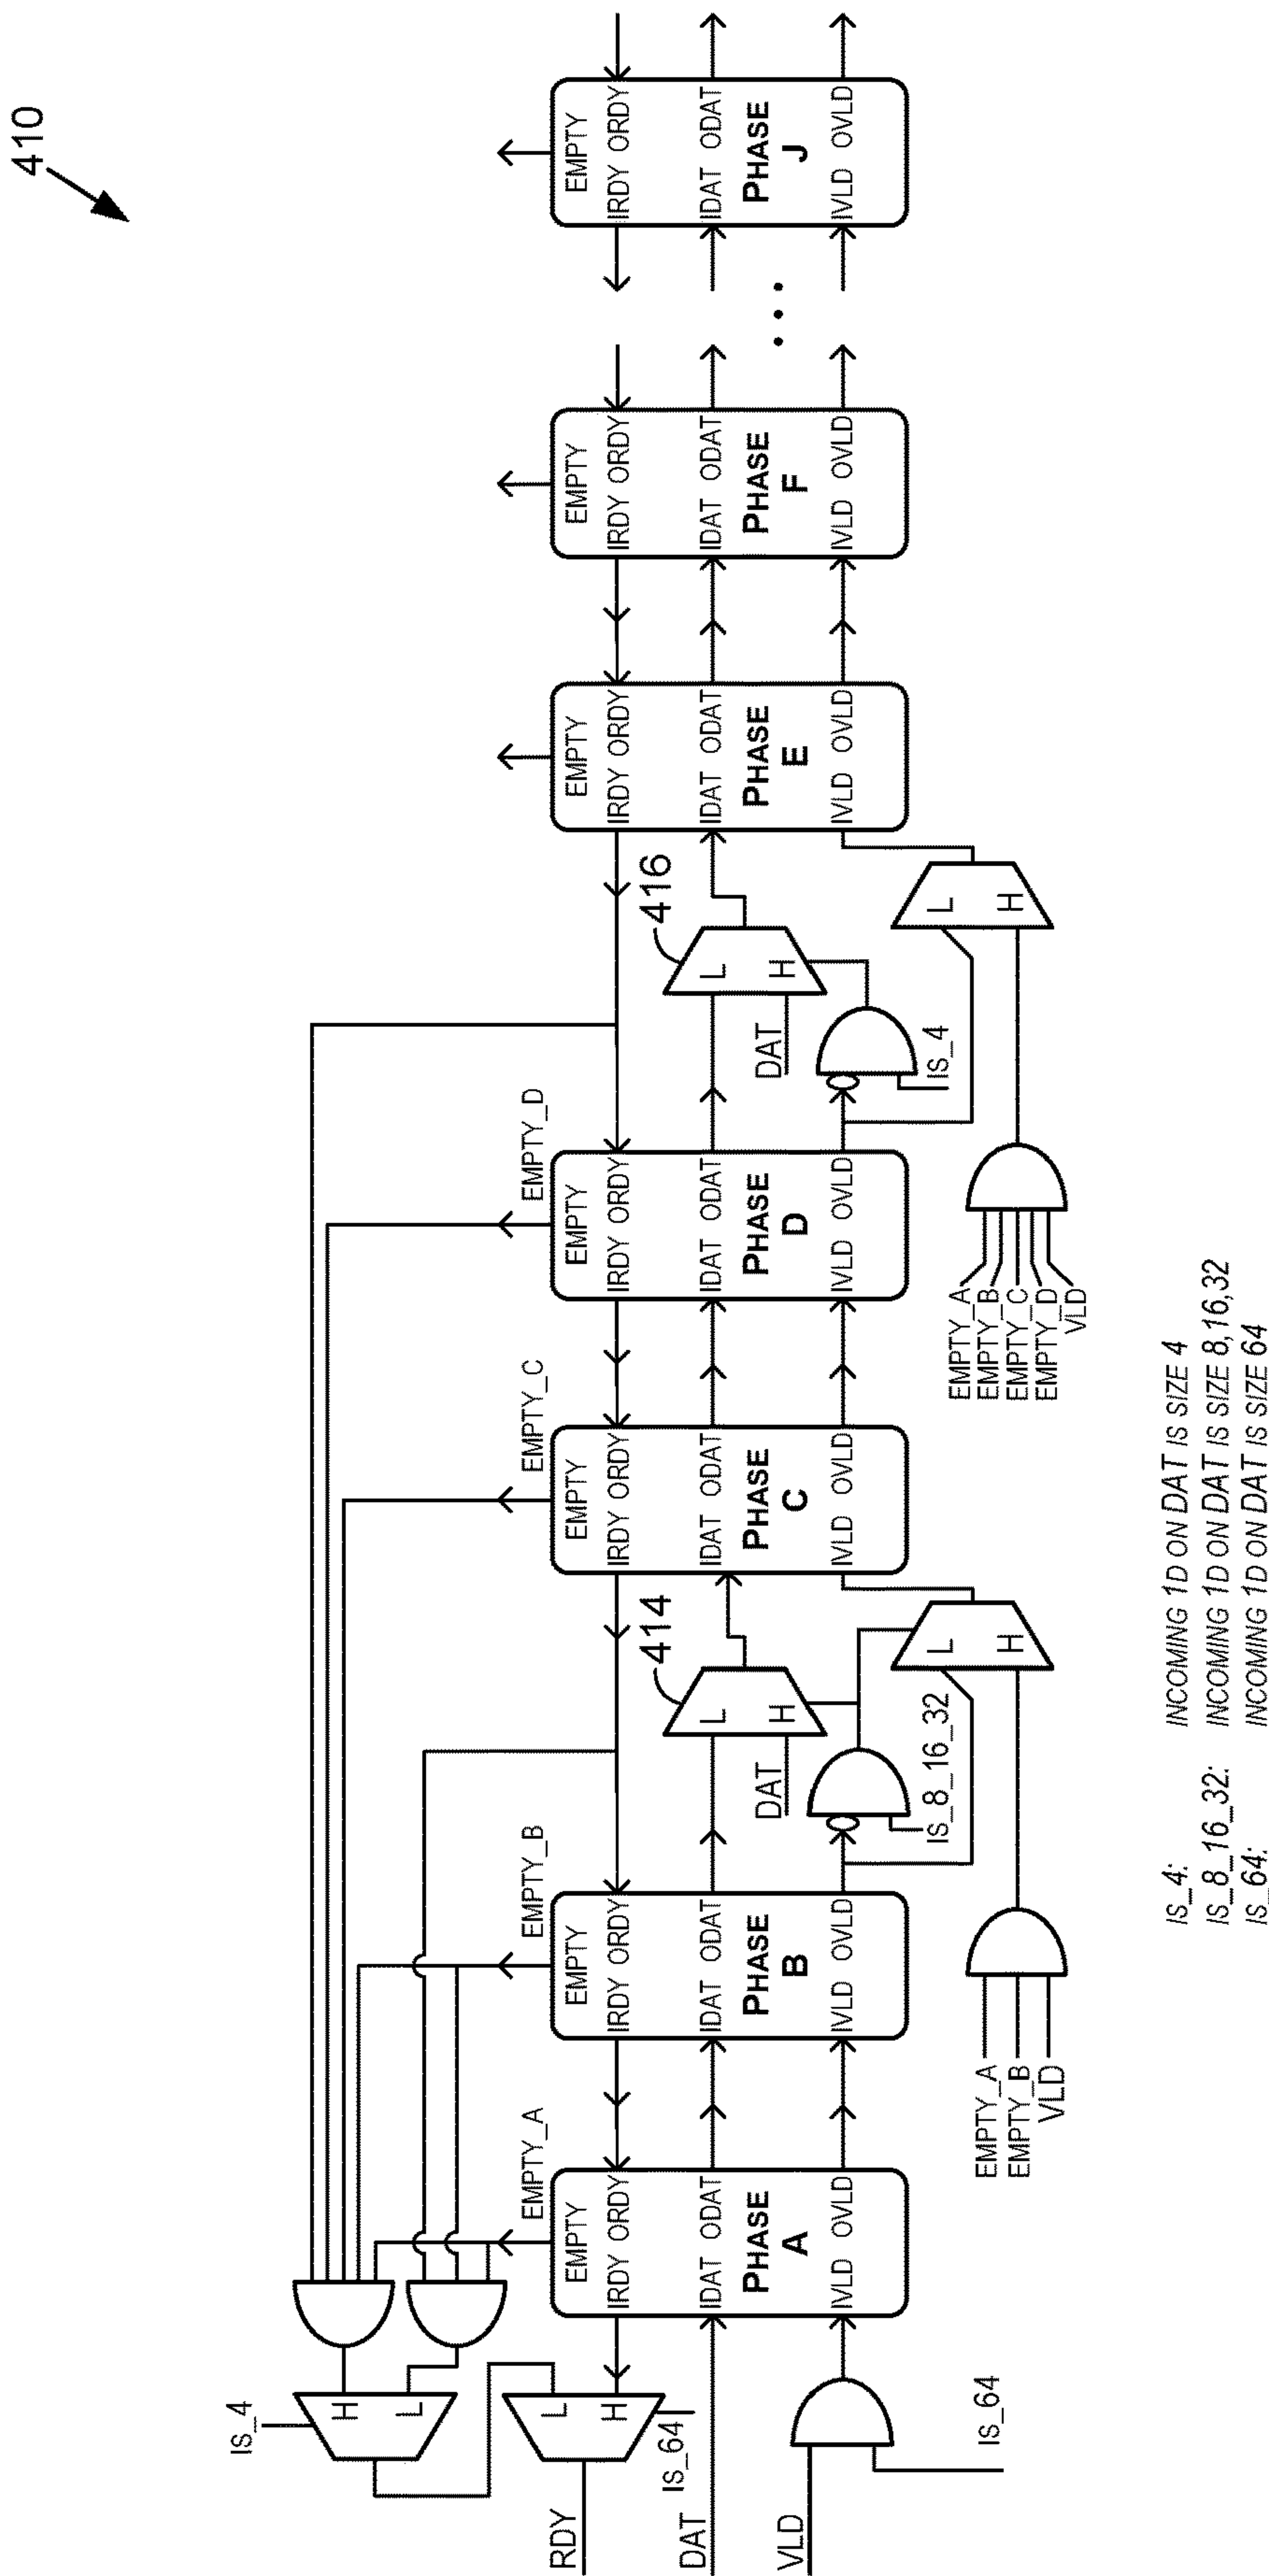 410
IS_4
H
L
L
H
RDY
IS_64
DAT
VLD
IS_64
EMPTY_A
EMPTY
IRDY ORDY
IDAT ODAT
PHASE
A
IVLD OVLD
EMPTY_B
EMPTY
IRDY ORDY
IDAT ODAT
PHASE
B
IVLD OVLD
EMPTY_A
EMPTY_B
VLD
414
L
H
DAT
IS_8_16_32
L
H
EMPTY_C
EMPTY
IRDY ORDY
IDAT ODAT
PHASE
C
IVLD OVLD
EMPTY_D
EMPTY
IRDY ORDY
IDAT ODAT
PHASE
D
IVLD OVLD
EMPTY_A
EMPTY_B
EMPTY_C
EMPTY_D
VLD
416
L
H
DAT
IS_4
L
H
EMPTY
IRDY ORDY
IDAT ODAT
PHASE
E
IVLD OVLD
EMPTY
IRDY ORDY
IDAT ODAT
PHASE
F
IVLD OVLD
EMPTY
IRDY ORDY
IDAT ODAT
PHASE
J
IVLD OVLD
IS_4: INCOMING 1D ON DAT IS SIZE 4
IS_8_16_32: INCOMING 1D ON DAT IS SIZE 8,16,32
IS_64: INCOMING 1D ON DAT IS SIZE 64